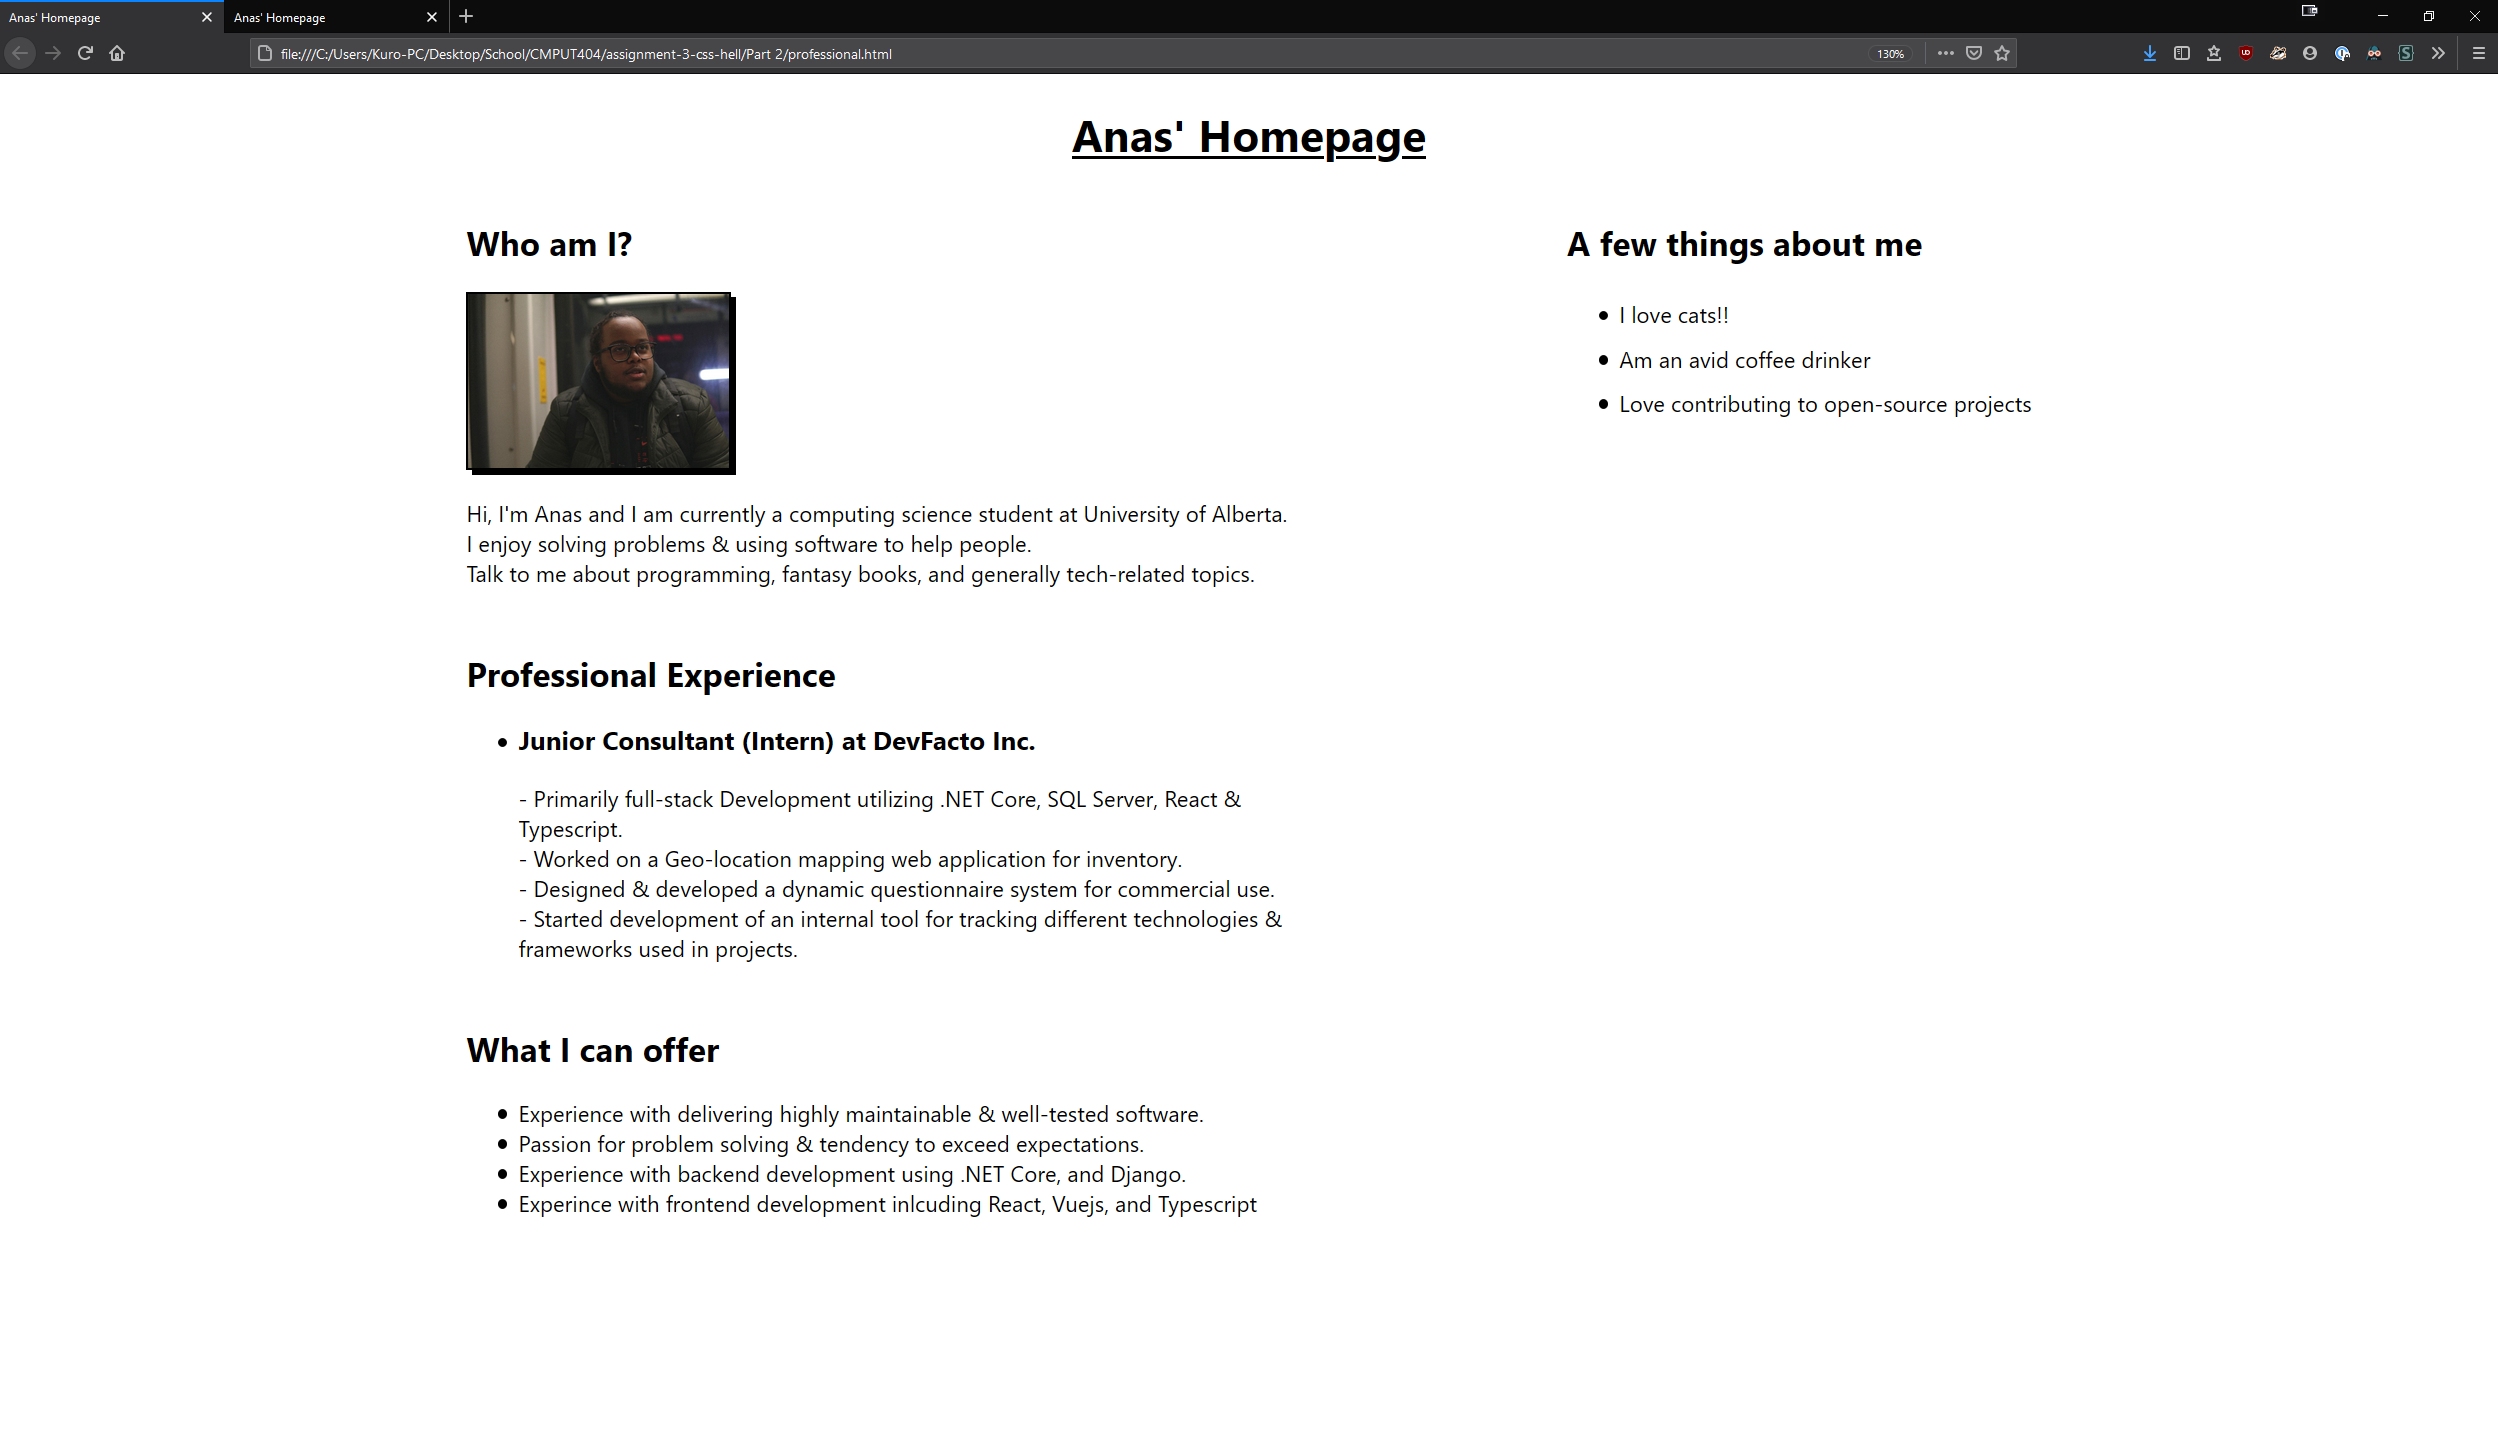 Anas' Homepage
Anas' Homepage
file:///C:/Users/Kuro-PC/Desktop/School/CMPUT404/assignment-3-css-hell/Part 2/professional.html
130%
Anas' Homepage
Who am I?
Hi, I'm Anas and I am currently a computing science student at University of Alberta.
I enjoy solving problems & using software to help people.
Talk to me about programming, fantasy books, and generally tech-related topics.
Professional Experience
Junior Consultant (Intern) at DevFacto Inc.
- Primarily full-stack Development utilizing .NET Core, SQL Server, React &
Typescript.
- Worked on a Geo-location mapping web application for inventory.
- Designed & developed a dynamic questionnaire system for commercial use.
- Started development of an internal tool for tracking different technologies &
frameworks used in projects.
What I can offer
Experience with delivering highly maintainable & well-tested software.
Passion for problem solving & tendency to exceed expectations.
Experience with backend development using .NET Core, and Django.
Experince with frontend development inlcuding React, Vuejs, and Typescript
A few things about me
I love cats!!
Am an avid coffee drinker
Love contributing to open-source projects